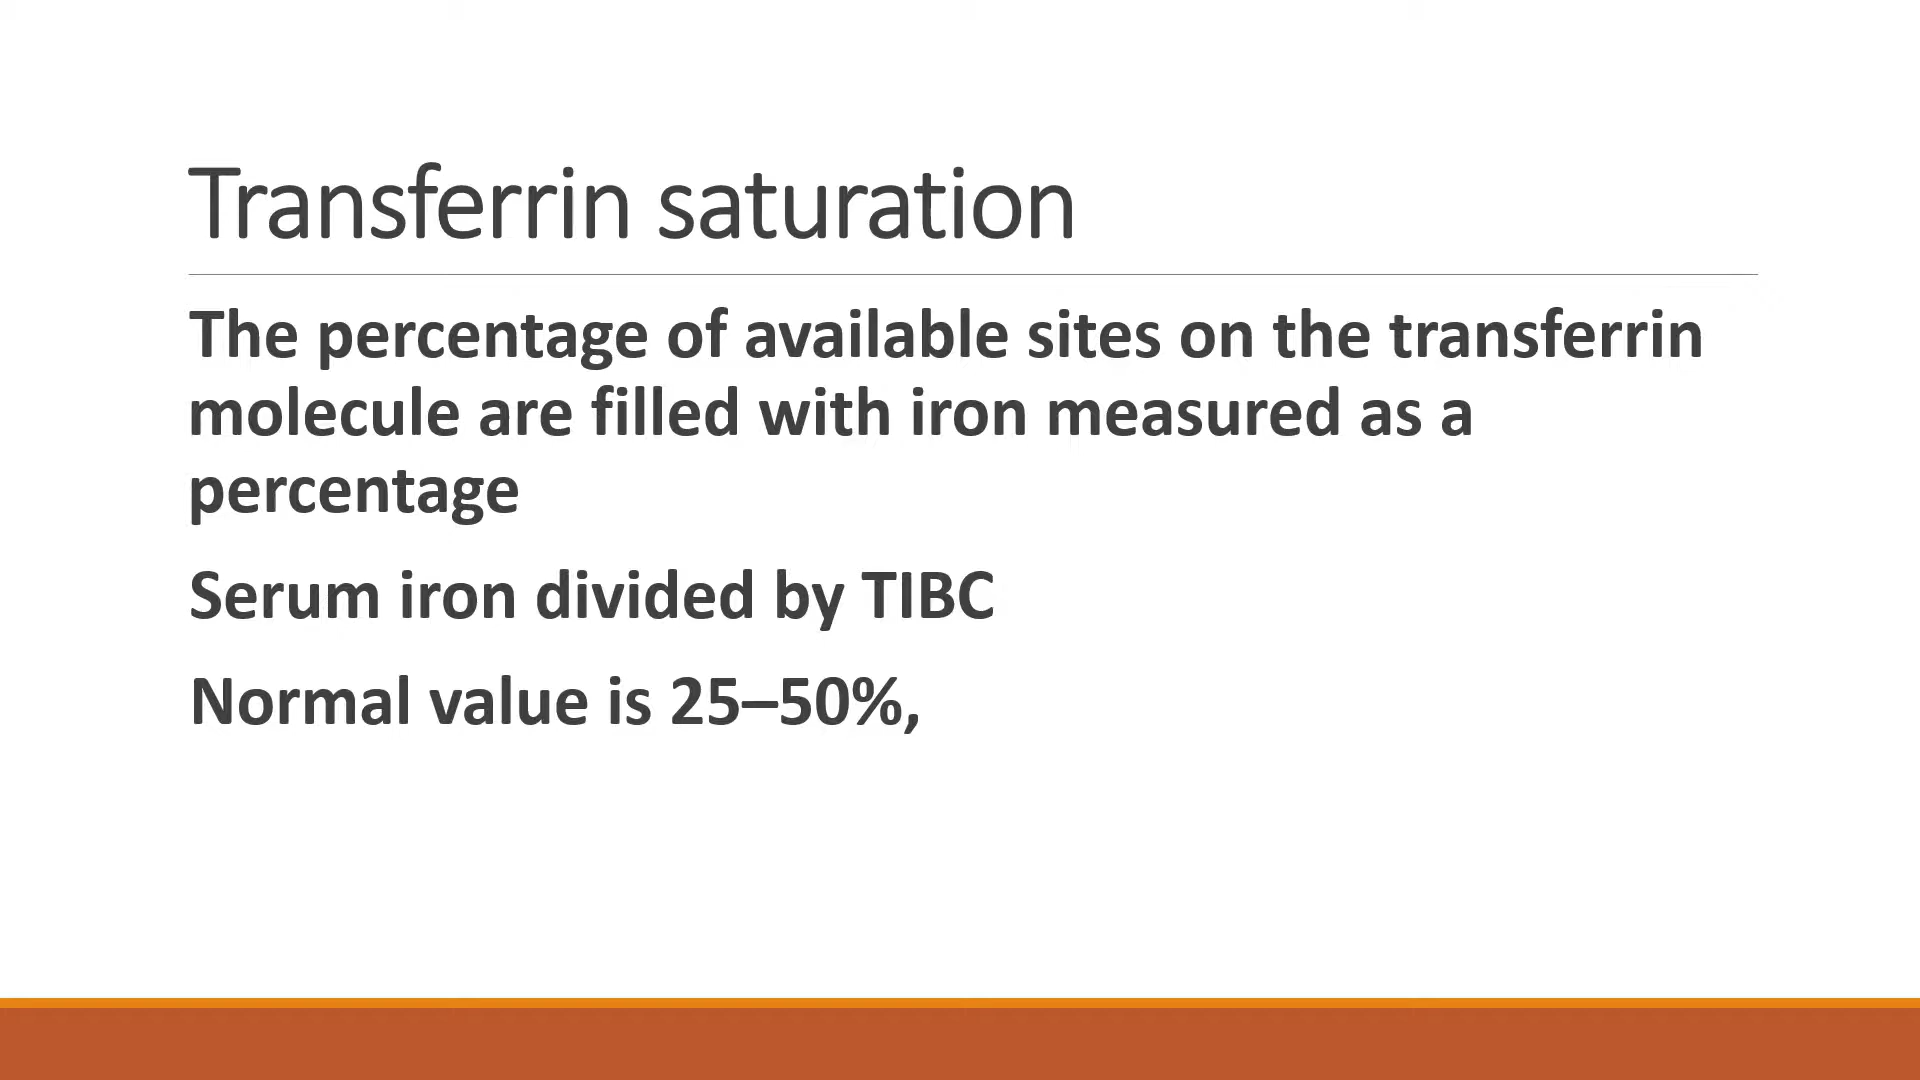 Transferrin saturation
The percentage of available sites on the transferrin
molecule are filled with iron measured as a
percentage
Serum iron divided by TIBC
Normal value is 25–50%,